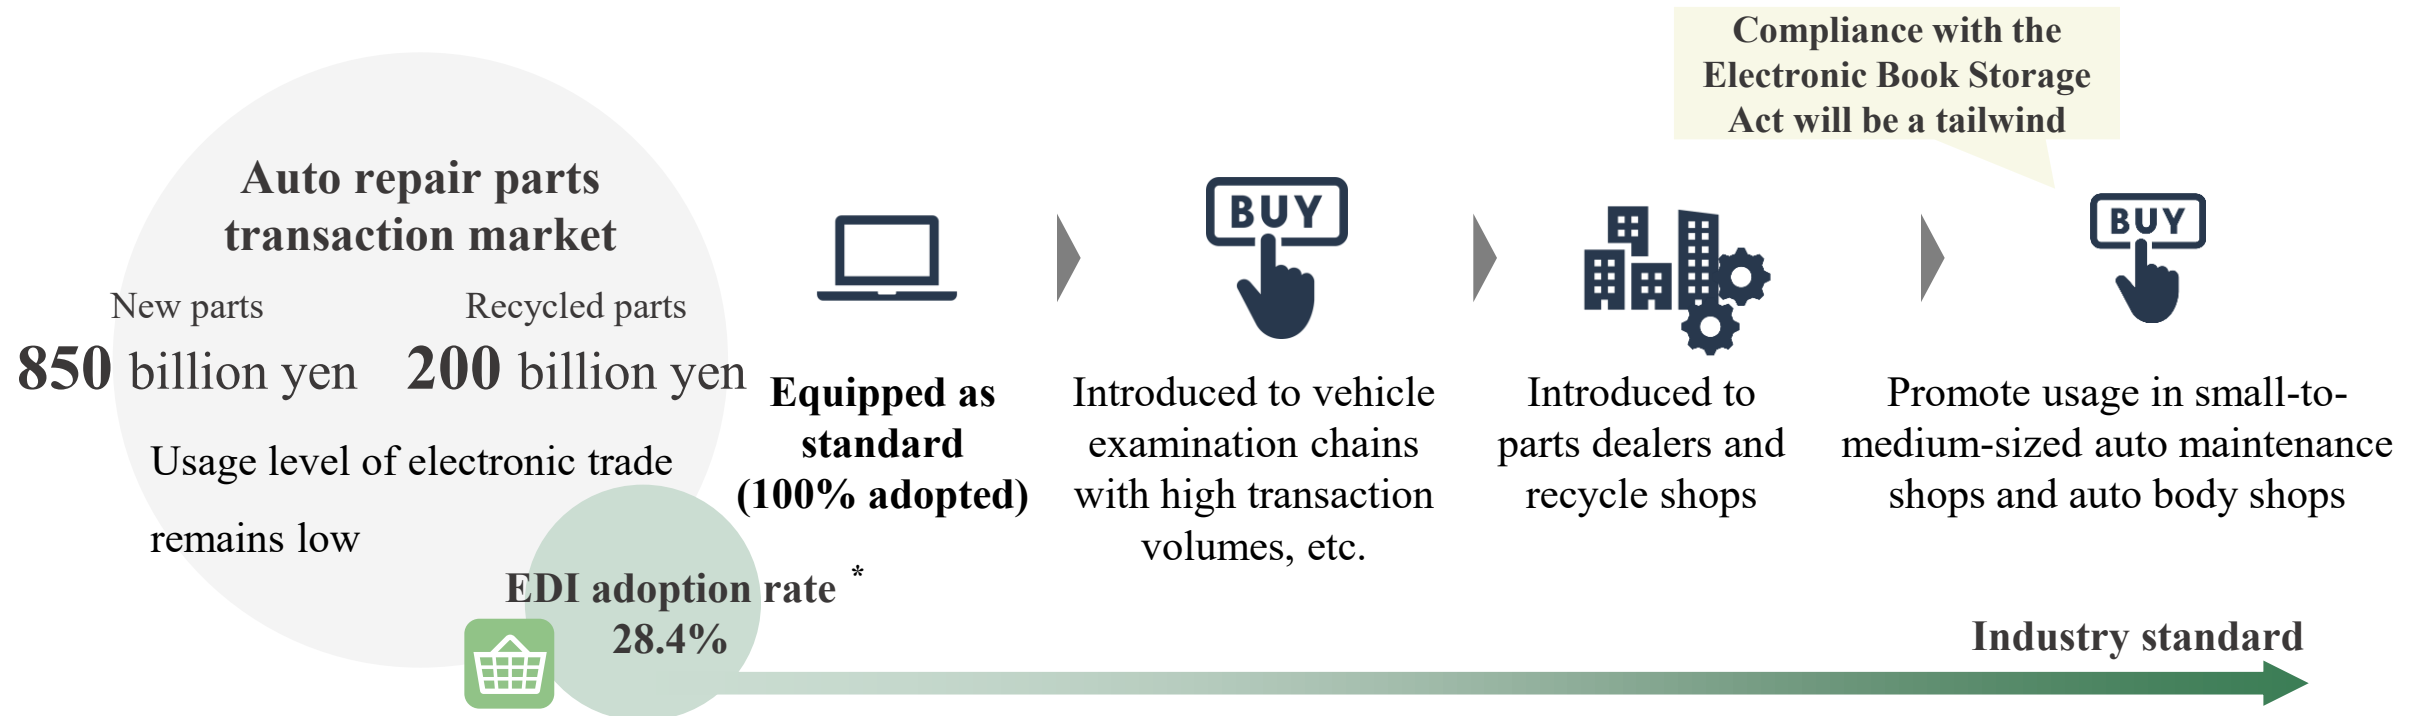 Compliance with the
Electronic Book Storage
Act will be a tailwind
Auto repair parts
transaction market
New parts
850 billion yen
Recycled parts
200 billion yen
Usage level of electronic trade
remains low
EDI adoption rate *
28.4%
Equipped as
standard
(100% adopted)
BUY
Introduced to vehicle
examination chains
with high transaction
volumes, etc.
Introduced to
parts dealers and
recycle shops
BUY
Promote usage in small-to-
medium-sized auto maintenance
shops and auto body shops
Industry standard